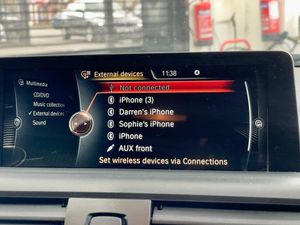 External devices 11:38
Multimedia
CD/DVD
Music collection
External devices
Sound
Not connected
iPhone (3)
Darren's iPhone
Sophie's iPhone
iPhone
AUX front
Set wireless devices via Connections